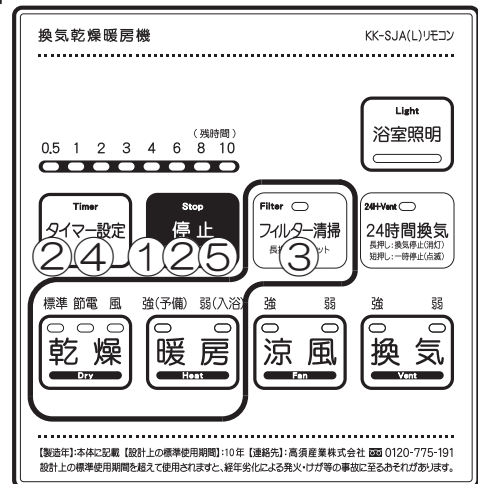 換気乾燥暖房機 KK-SJA(L)リモコン
Light
浴室照明
(残時間)
0.5 1 2 3 4 6 8 10
Timer Stop Filter 24H-Vent
タイマー設定 停止 フィルター清掃 24時間換気
長押し:換気停止(消灯)
短押し:一時停止(点滅)
②④ ①②⑤ ③
標準 節電 風 強(予備) 弱(入浴) 強 弱 強 弱
乾燥 暖房 涼風 換気
Dry Heat Fan Vent
【製造年】:本体に記載 【設計上の標準使用期間】:10年 【連絡先】:高須産業株式会社 0120-775-191
設計上の標準使用期間を超えて使用されますと、経年劣化による発火・けが等の事故に至るおそれがあります。